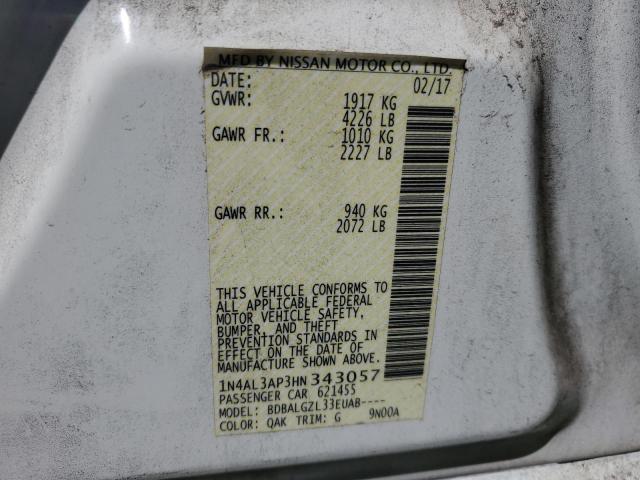 MFD BY NISSAN MOTOR CO., LTD.
DATE: 02/17
GVWR: 1917 KG
4226 LB
GAWR FR.: 1010 KG
2227 LB
GAWR RR.: 940 KG
2072 LB
THIS VEHICLE CONFORMS TO
ALL APPLICABLE FEDERAL
MOTOR VEHICLE SAFETY,
BUMPER, AND THEFT
PREVENTION STANDARDS IN
EFFECT ON THE DATE OF
MANUFACTURE SHOWN ABOVE.
1N4AL3AP3HN343057
PASSENGER CAR 621455
MODEL: BDBALGZL33EUAB----
COLOR: QAK TRIM: G 9N00A